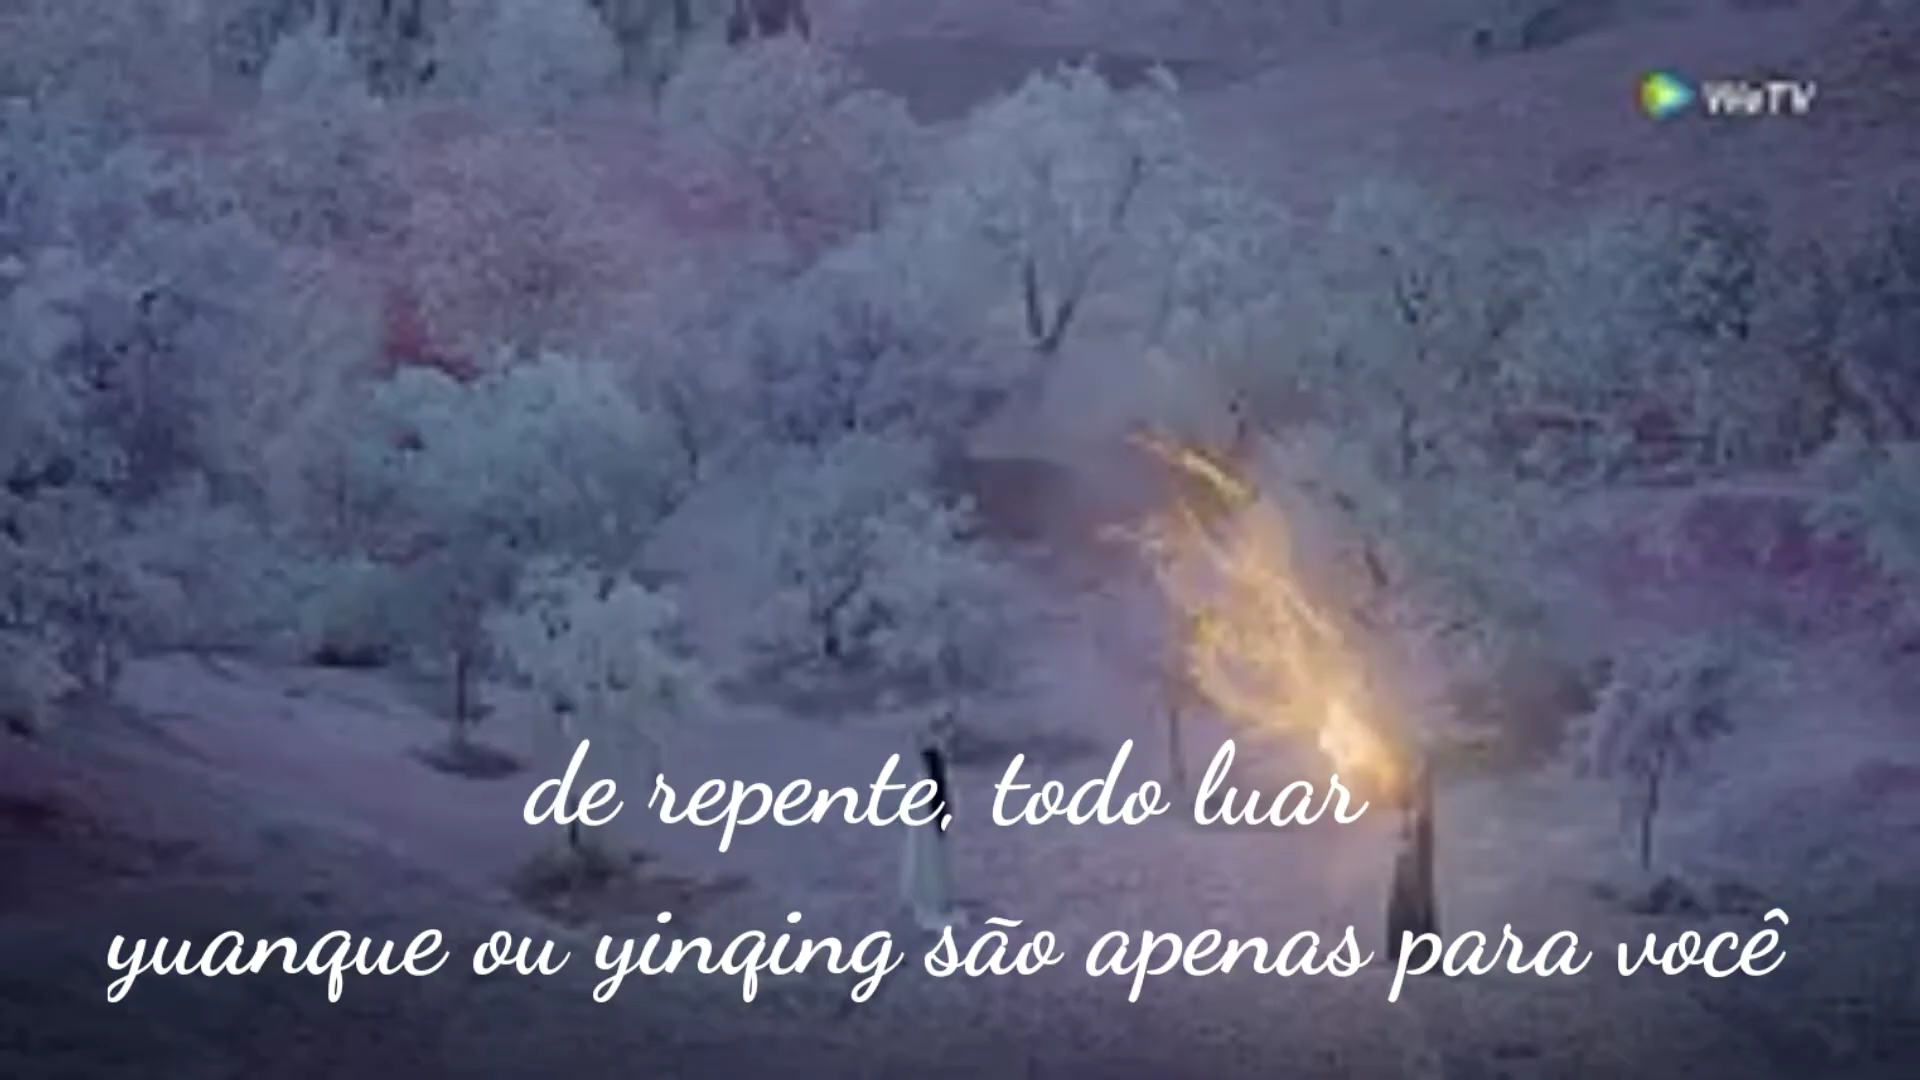 WeTV
de repente, todo luar
yuanque ou yinqing são apenas para você